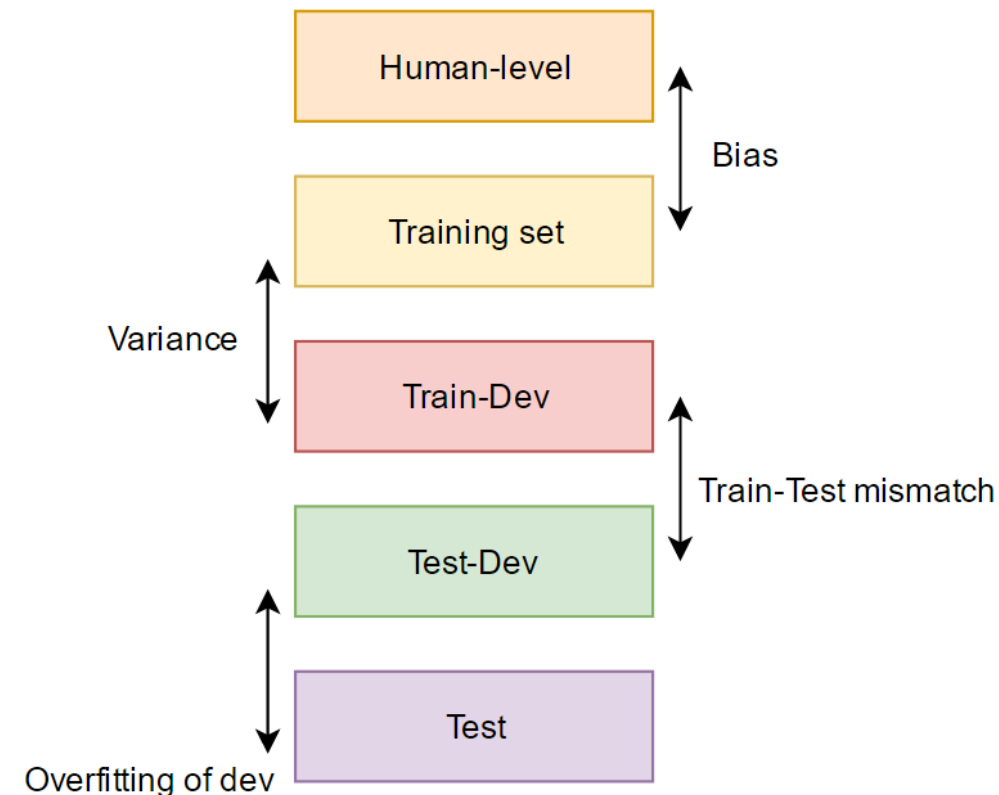 Human-level
Bias
Training set
Variance
Train-Dev
Train-Test mismatch
Test-Dev
Test
Overfitting of dev